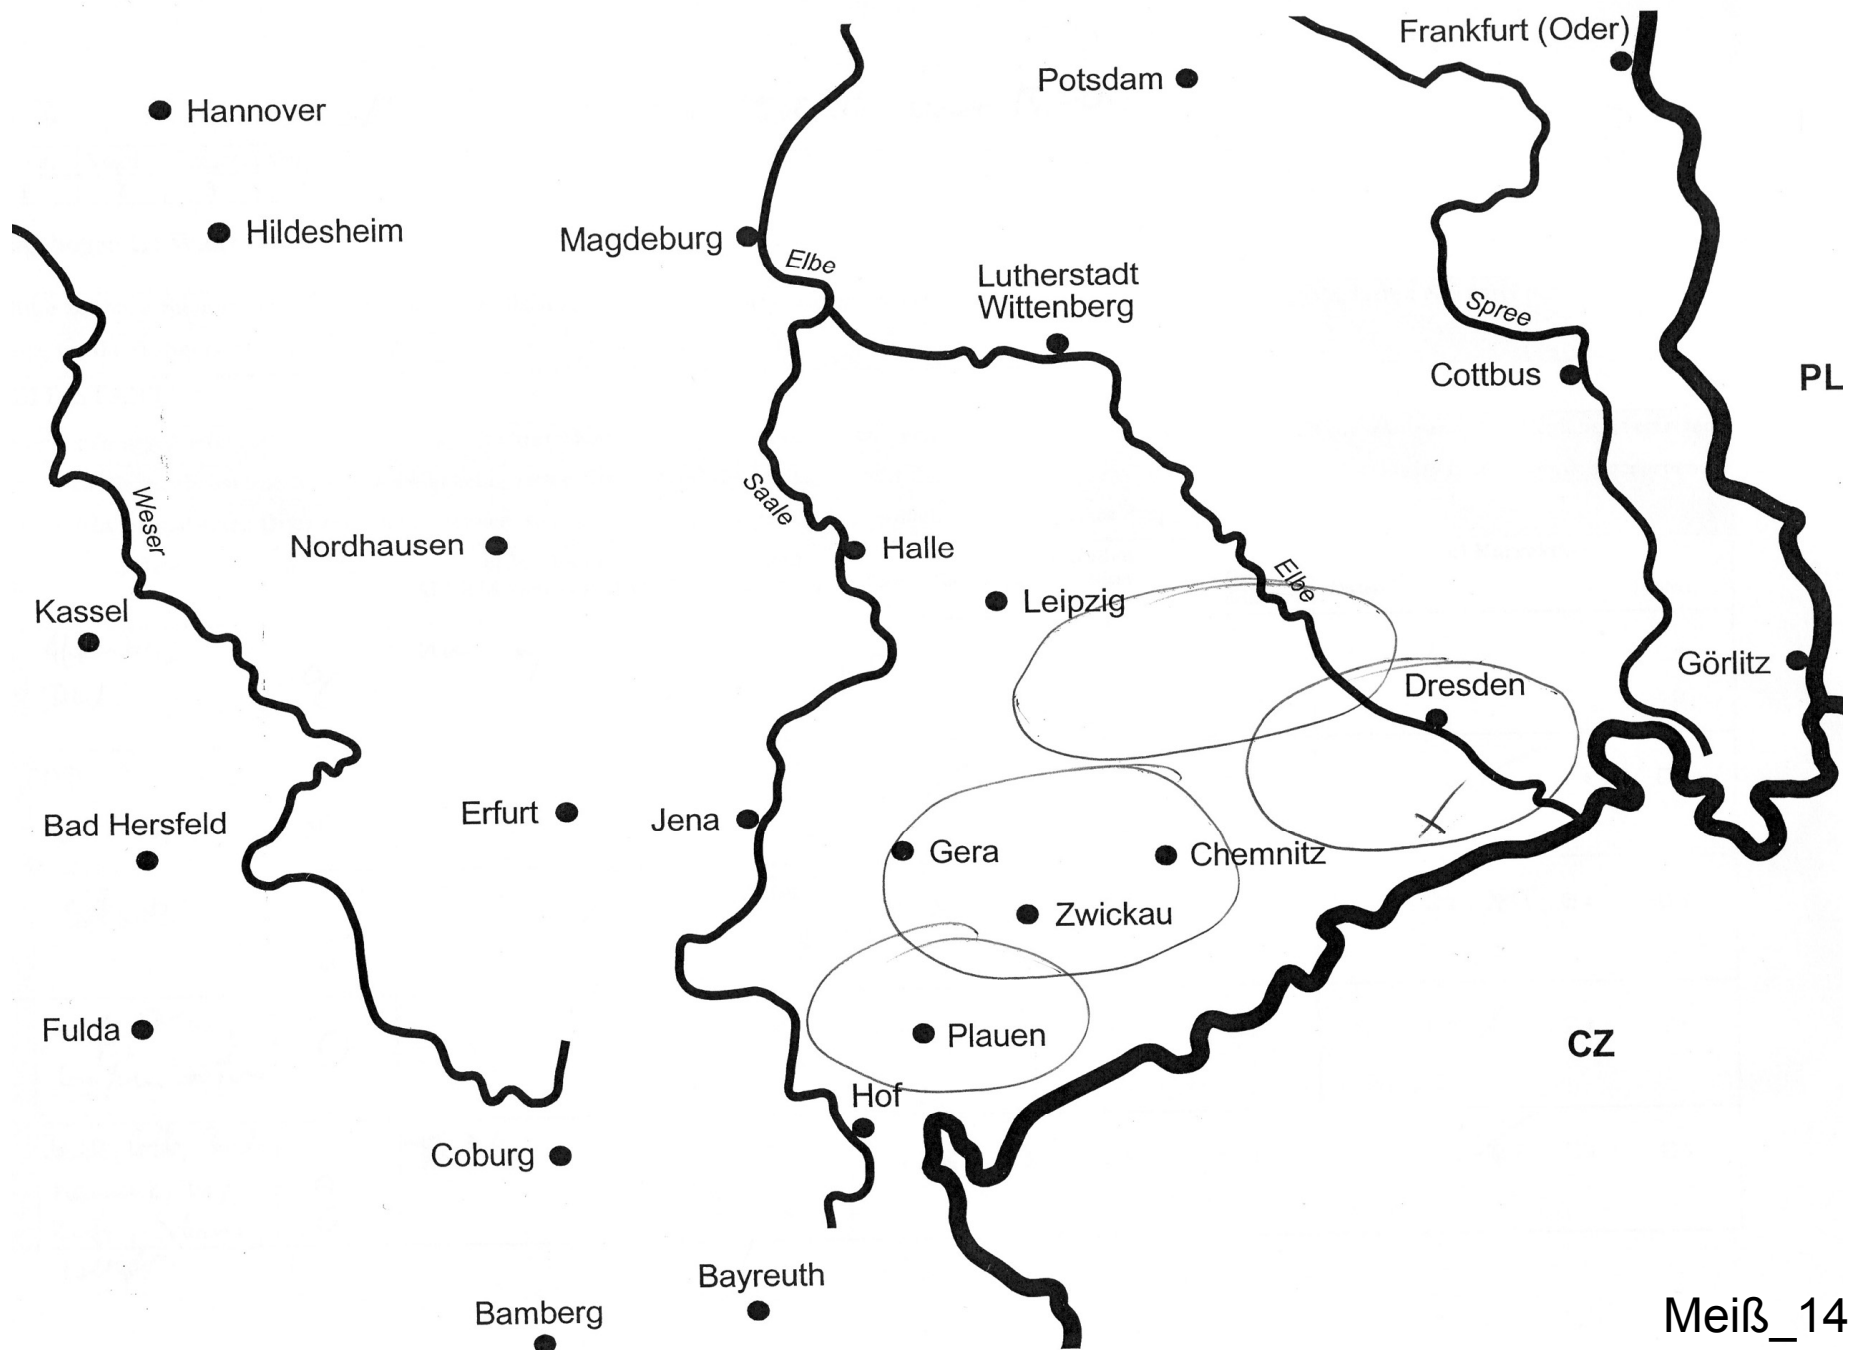 Frankfurt (Oder)
Potsdam
Hannover
Hildesheim
Magdeburg
Elbe
Lutherstadt
Wittenberg
Spree
Cottbus
PL
Saale
Weser
Nordhausen
Halle
Elbe
Leipzig
Kassel
Görlitz
Dresden
Erfurt
Jena
Bad Hersfeld
Gera
Chemnitz
Zwickau
Fulda
Plauen
CZ
Hof
Coburg
Bayreuth
Bamberg
Meiß_14